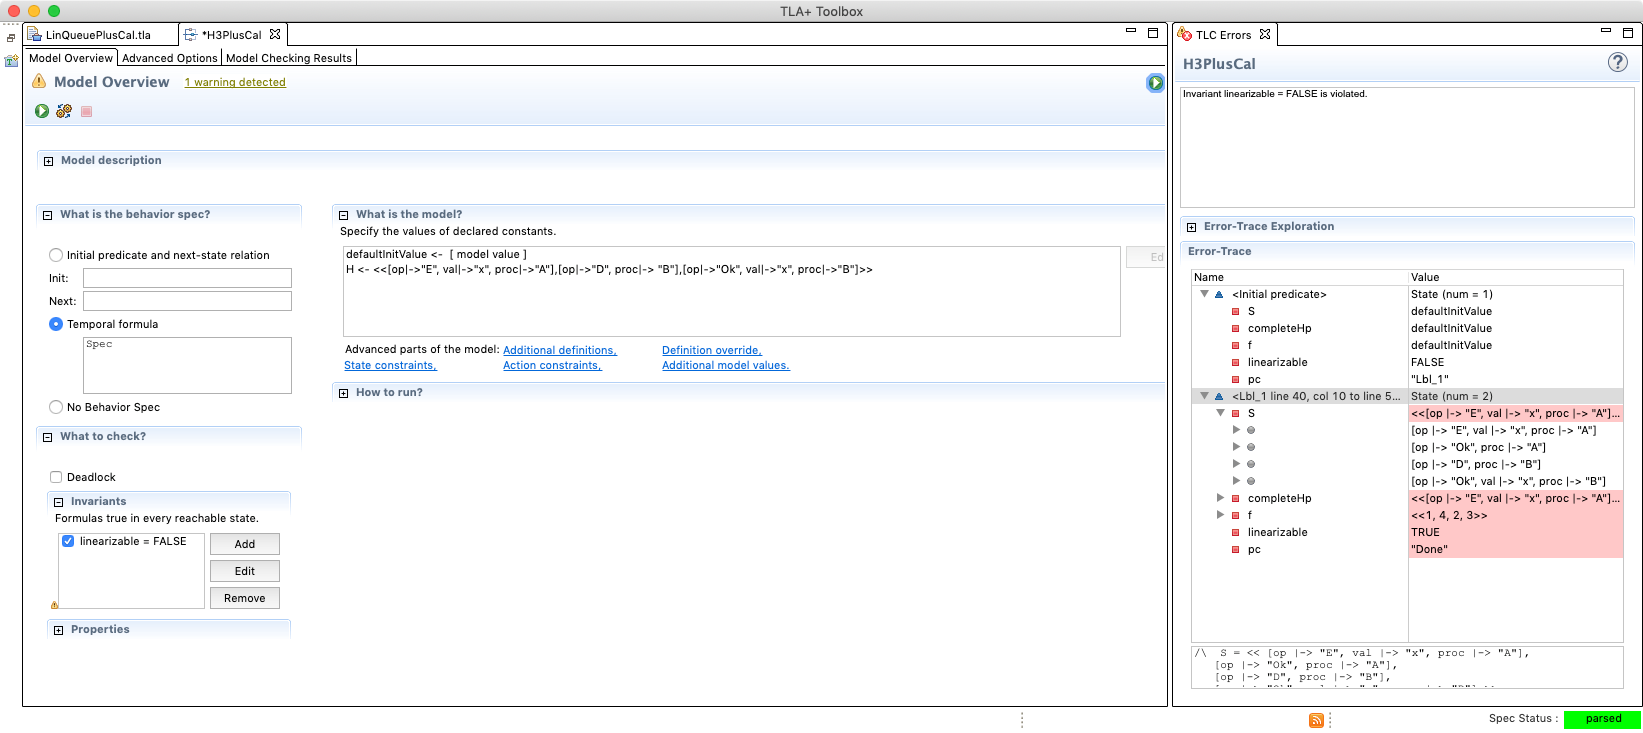 TLA+ Toolbox
LinQueuePlusCal.tla
*H3PlusCal
Model Overview
Advanced Options
Model Checking Results
Model Overview
1 warning detected
Model description
What is the behavior spec?
Initial predicate and next-state relation
Init:
Next:
Temporal formula
Spec
No Behavior Spec
What to check?
Deadlock
Invariants
Formulas true in every reachable state.
linearizable = FALSE
Add
Edit
Remove
Properties
What is the model?
Specify the values of declared constants.
defaultInitValue <- [ model value ]
H <- <<[op|->"E", val|->"x", proc|->"A"],[op|->"D", proc|-> "B"],[op|->"Ok", val|->"x", proc|->"B"]>>
Ed
Advanced parts of the model: Additional definitions, Definition override,
State constraints, Action constraints, Additional model values.
How to run?
TLC Errors
H3PlusCal
?
Invariant linearizable = FALSE is violated.
Error-Trace Exploration
Error-Trace
Name Value
<Initial predicate> State (num = 1)
S defaultInitValue
completeHp defaultInitValue
f defaultInitValue
linearizable FALSE
pc "Lbl_1"
<Lbl_1 line 40, col 10 to line 5... State (num = 2)
S <<[op |-> "E", val |-> "x", proc |-> "A"]...
[op |-> "E", val |-> "x", proc |-> "A"]
[op |-> "Ok", proc |-> "A"]
[op |-> "D", proc |-> "B"]
[op |-> "Ok", val |-> "x", proc |-> "B"]
completeHp <<[op |-> "E", val |-> "x", proc |-> "A"]...
f <<1, 4, 2, 3>>
linearizable TRUE
pc "Done"
/\ S = << [op |-> "E", val |-> "x", proc |-> "A"],
[op |-> "Ok", proc |-> "A"],
[op |-> "D", proc |-> "B"],
Spec Status : parsed